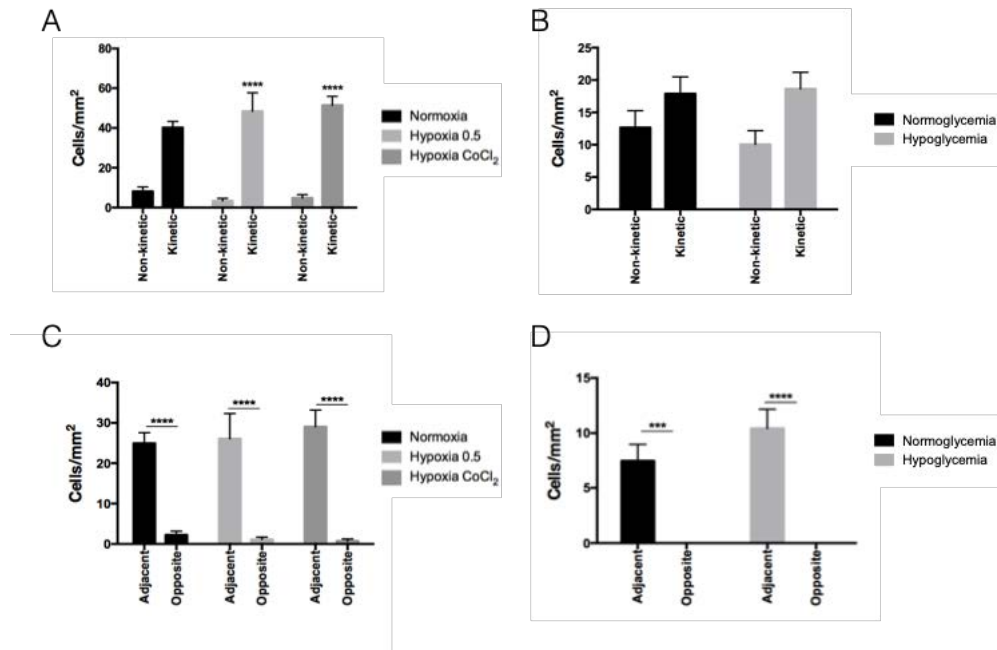 A
Cells/mm²
80
60
40
20
0
****
****
Non-kinetic
Kinetic
Non-kinetic
Kinetic
Non-kinetic
Kinetic
Normoxia
Hypoxia 0.5
Hypoxia CoCl₂
B
Cells/mm²
25
20
15
10
5
0
Non-kinetic
Kinetic
Non-kinetic
Kinetic
Normoglycemia
Hypoglycemia
C
Cells/mm²
40
30
20
10
0
****
****
****
Adjacent
Opposite
Adjacent
Opposite
Adjacent
Opposite
Normoxia
Hypoxia 0.5
Hypoxia CoCl₂
D
Cells/mm²
15
10
5
0
***
****
Adjacent
Opposite
Adjacent
Opposite
Normoglycemia
Hypoglycemia